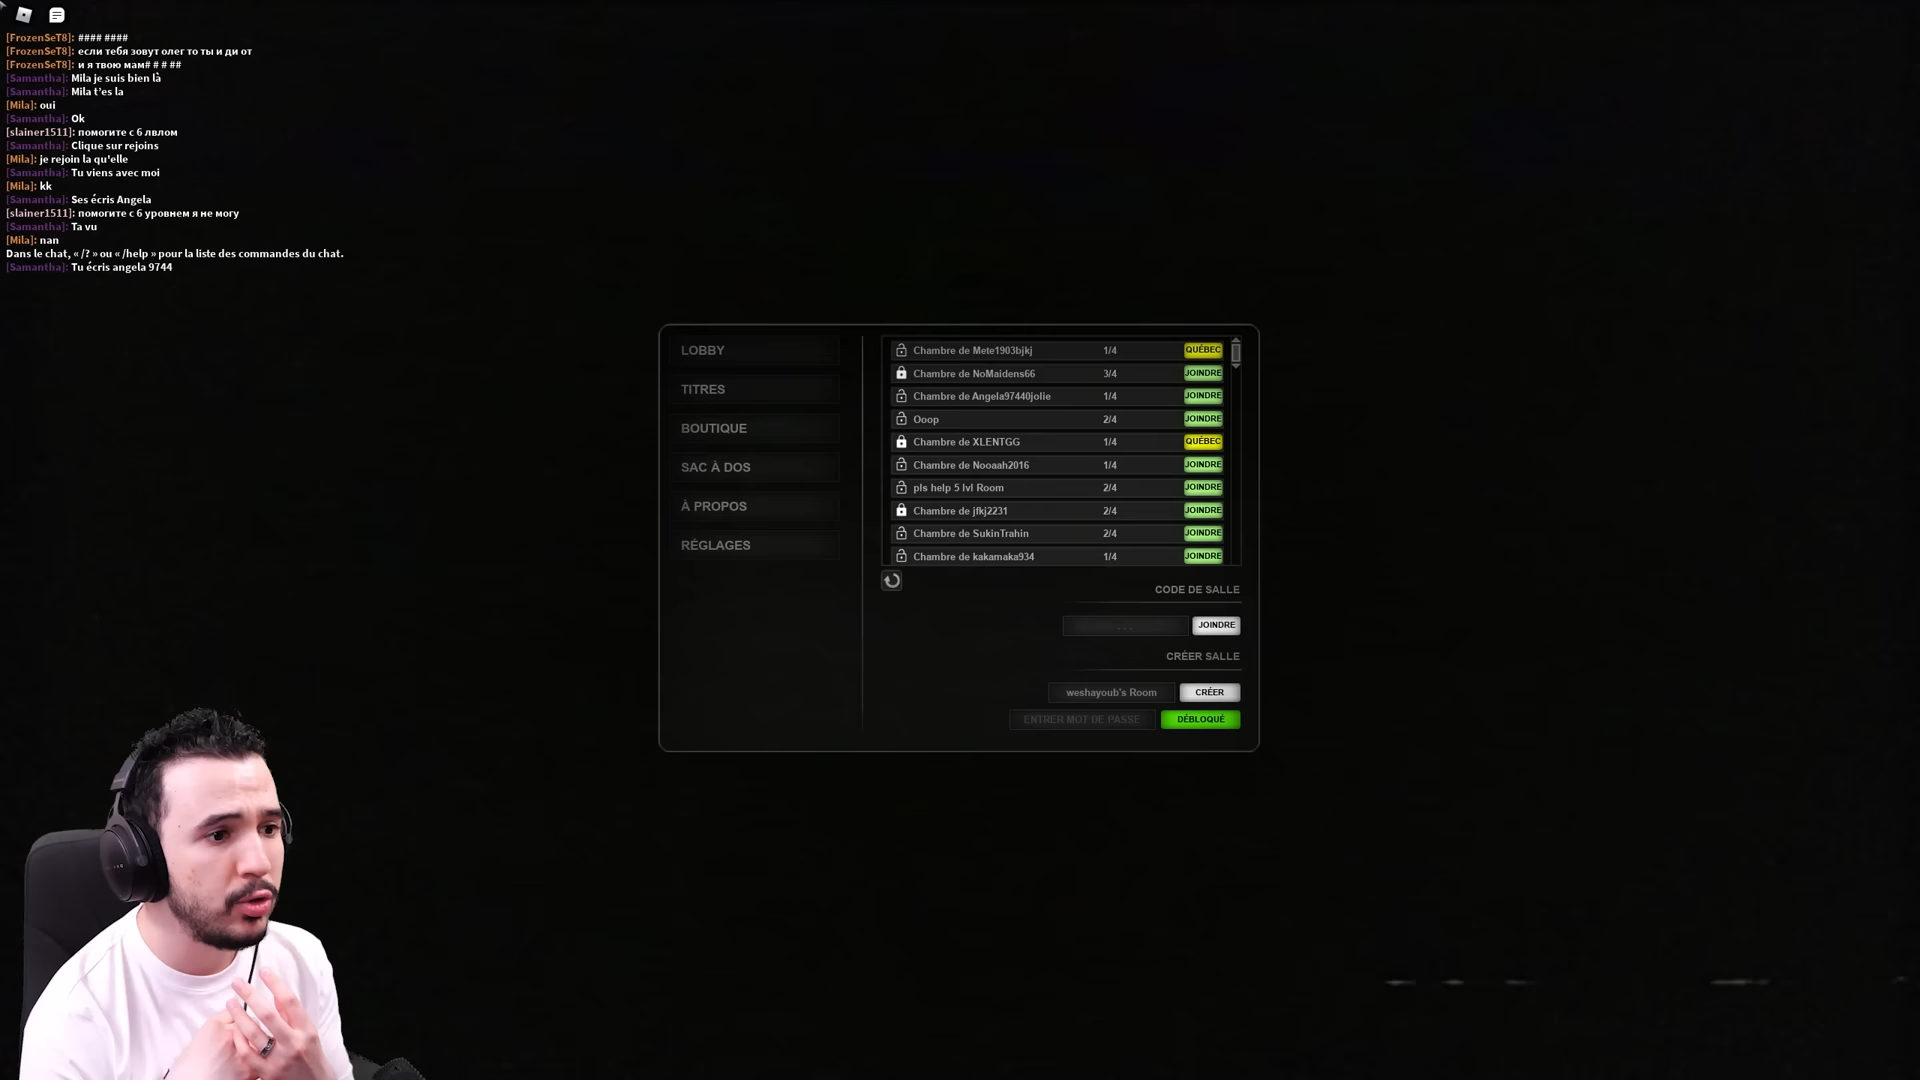 [FrozenSeT8]: #### ####
[FrozenSeT8]: если тебя зовут олег то ты и ди от
[FrozenSeT8]: и я твою мам# # # ##
[Samantha]: Mila je suis bien là
[Samantha]: Mila t'es la
[Mila]: oui
[Samantha]: Ok
[slainer1511]: помогите с 6 лвлом
[Samantha]: Clique sur rejoins
[Mila]: je rejoin la qu'elle
[Samantha]: Tu viens avec moi
[Mila]: kk
[Samantha]: Ses écris Angela
[slainer1511]: помогите с 6 уровнем я не могу
[Samantha]: Ta vu
[Mila]: nan
Dans le chat, « /? » ou « /help » pour la liste des commandes du chat.
[Samantha]: Tu écris angela 9744
LOBBY
TITRES
BOUTIQUE
SAC À DOS
À PROPOS
RÉGLAGES
Chambre de Mete1903bjkj 1/4 QUÉBEC
Chambre de NoMaidens66 3/4 JOINDRE
Chambre de Angela97440jolie 1/4 JOINDRE
Ooop 2/4 JOINDRE
Chambre de XLENTGG 1/4 QUÉBEC
Chambre de Nooaah2016 1/4 JOINDRE
pls help 5 lvl Room 2/4 JOINDRE
Chambre de jfkj2231 2/4 JOINDRE
Chambre de SukinTrahin 2/4 JOINDRE
Chambre de kakamaka934 1/4 JOINDRE
CODE DE SALLE
... JOINDRE
CRÉER SALLE
weshayoub's Room CRÉER
ENTRER MOT DE PASSE DÉBLOQUÉ